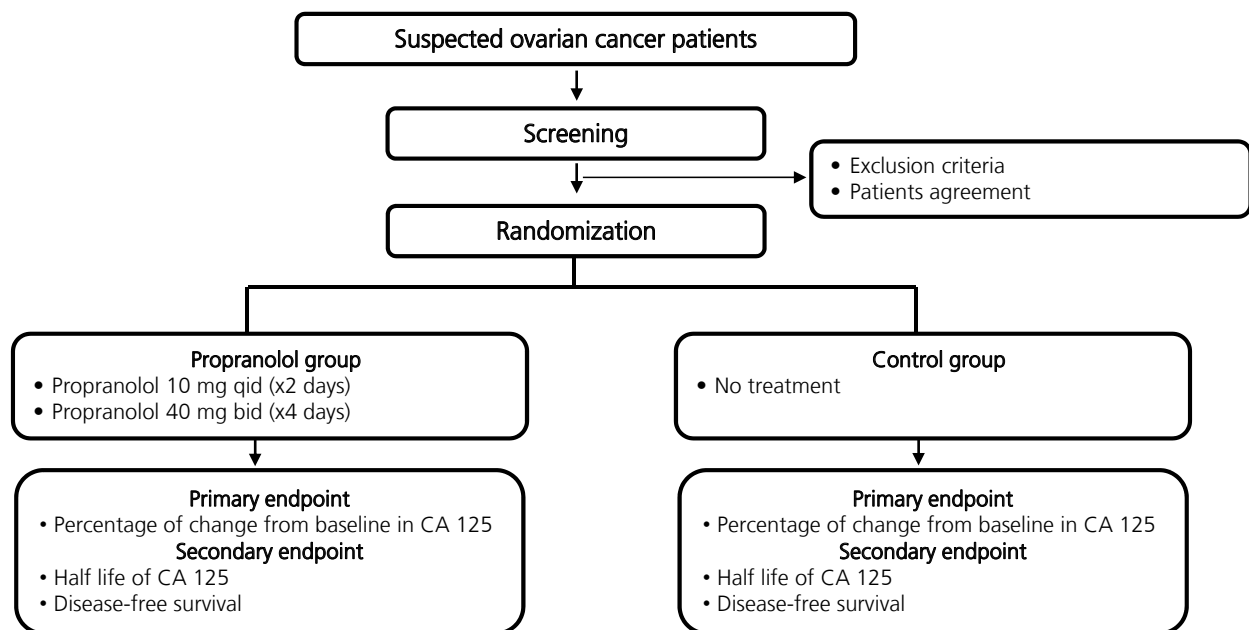 Suspected ovarian cancer patients
Screening
• Exclusion criteria
• Patients agreement
Randomization
Propranolol group
• Propranolol 10 mg qid (x2 days)
• Propranolol 40 mg bid (x4 days)
Control group
• No treatment
Primary endpoint
• Percentage of change from baseline in CA 125
Secondary endpoint
• Half life of CA 125
• Disease-free survival
Primary endpoint
• Percentage of change from baseline in CA 125
Secondary endpoint
• Half life of CA 125
• Disease-free survival